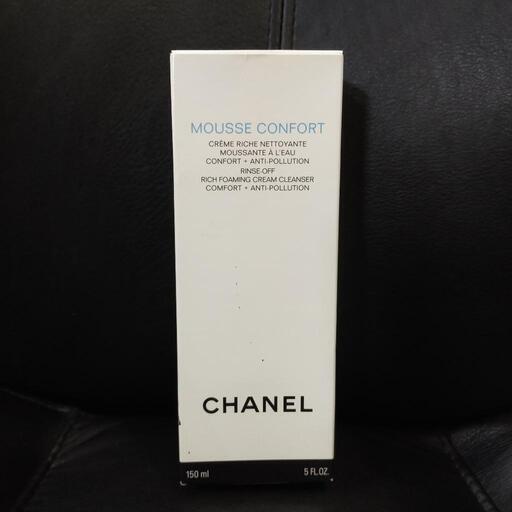 MOUSSE CONFORT
CRÈME RICHE NETTOYANTE
MOUSSANTE À L'EAU
CONFORT + ANTI-POLLUTION
RINSE-OFF
RICH FOAMING CREAM CLEANSER
COMFORT + ANTI-POLLUTION
CHANEL
150 ml 5 FL.OZ.